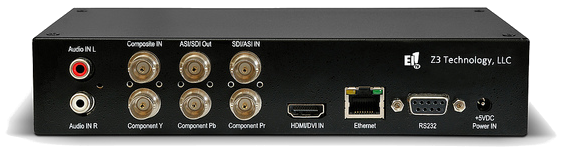 Audio IN L
Composite IN
ASI/SDI Out
SDI/ASI IN
Z3 Technology, LLC
Audio IN R
Component Y
Component Pb
Component Pr
HDMI/DVI IN
Ethernet
RS232
+5VDC
Power IN